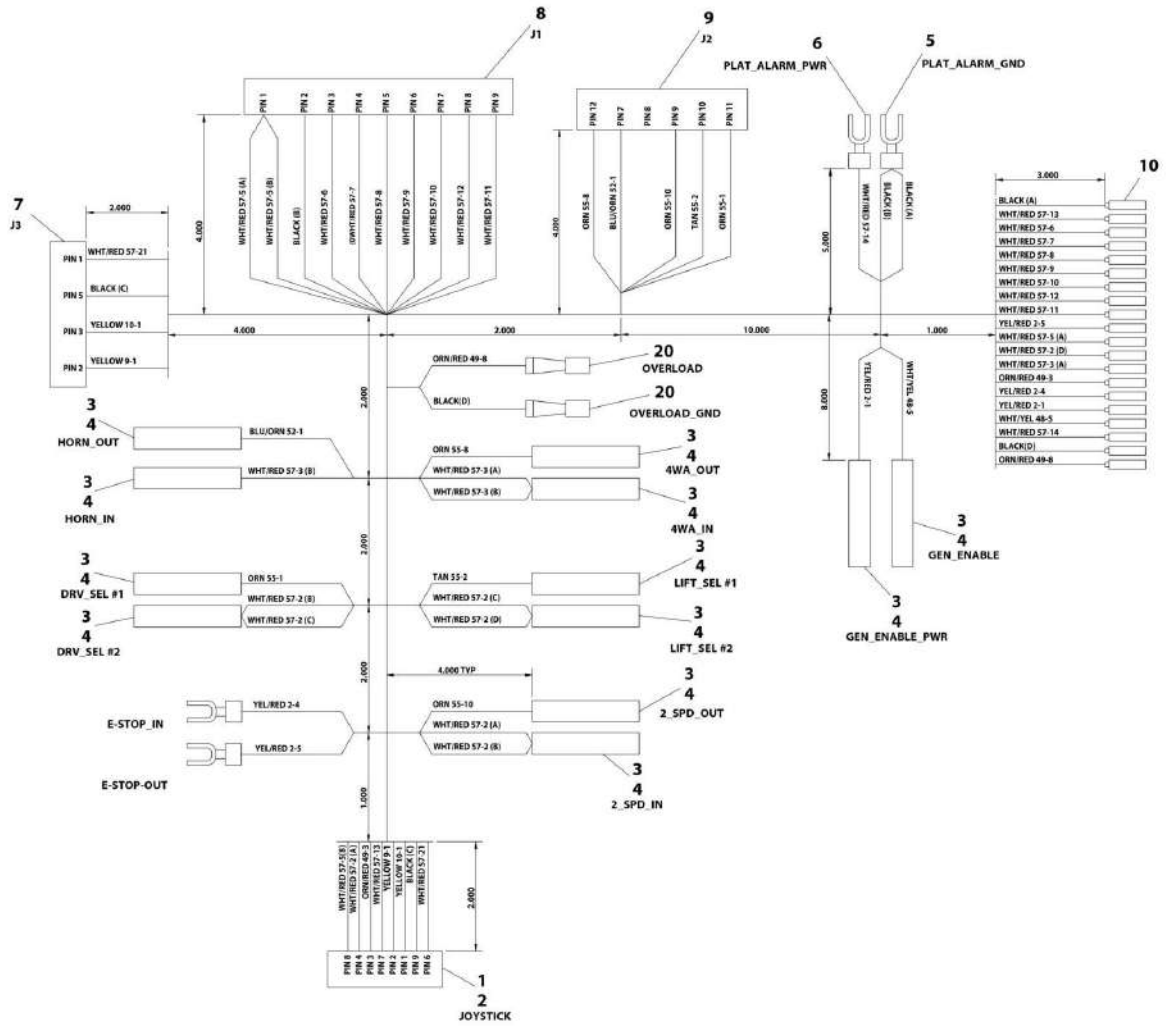 8
J1
9
J2
6
PLAT_ALARM_PWR
5
PLAT_ALARM_GND
PIN 1
PIN 2
PIN 3
PIN 4
PIN 5
PIN 6
PIN 7
PIN 8
PIN 9
4.000
WHT/RED 57-5 (A)
WHT/RED 57-5 (B)
BLACK (B)
WHT/RED 57-6
(0WHT/RED 57-7
WHT/RED 57-8
WHT/RED 57-9
WHT/RED 57-10
WHT/RED 57-12
WHT/RED 57-11
PIN 12
PIN 7
PIN 8
PIN 9
PIN 10
PIN 11
4.000
ORN 55-8
BLU/ORN 52-1
ORN 55-10
TAN 55-2
ORN 55-1
5.000
WHT/RED 57-14
BLACK (B)
BLACK (A)
10
3.000
BLACK (A)
WHT/RED 57-13
WHT/RED 57-6
WHT/RED 57-7
WHT/RED 57-8
WHT/RED 57-9
WHT/RED 57-10
WHT/RED 57-12
WHT/RED 57-11
YEL/RED 2-5
WHT/RED 57-5 (A)
WHT/RED 57-2 (D)
WHT/RED 57-3 (A)
ORN/RED 49-3
YEL/RED 2-4
YEL/RED 2-1
WHT/YEL 48-5
WHT/RED 57-14
BLACK(D)
ORN/RED 49-8
7
J3
2.000
PIN 1
WHT/RED 57-21
PIN 5
BLACK (C)
PIN 3
YELLOW 10-1
PIN 2
YELLOW 9-1
4.000
2.000
10.000
1.000
2.000
ORN/RED 49-8
20
OVERLOAD
BLACK(D)
20
OVERLOAD_GND
8.000
YEL/RED 2-1
WHT/YEL 48-5
3
4
GEN_ENABLE
3
4
GEN_ENABLE_PWR
3
4
HORN_OUT
BLU/ORN 52-1
3
4
HORN_IN
WHT/RED 57-3 (B)
ORN 55-8
3
4
4WA_OUT
WHT/RED 57-3 (A)
WHT/RED 57-3 (B)
3
4
4WA_IN
2.000
3
4
DRV_SEL #1
ORN 55-1
WHT/RED 57-2 (B)
3
4
DRV_SEL #2
WHT/RED 57-2 (C)
TAN 55-2
3
4
LIFT_SEL #1
WHT/RED 57-2 (C)
WHT/RED 57-2 (D)
3
4
LIFT_SEL #2
2.000
4.000 TYP
E-STOP_IN
YEL/RED 2-4
E-STOP-OUT
YEL/RED 2-5
ORN 55-10
3
4
2_SPD_OUT
WHT/RED 57-2 (A)
WHT/RED 57-2 (B)
3
4
2_SPD_IN
1.000
WHT/RED 57-5(B)
WHT/RED 57-2 (A)
ORN/RED 49-3
WHT/RED 57-13
YELLOW 9-1
YELLOW 10-1
BLACK (C)
WHT/RED 57-21
2.000
PIN 8
PIN 4
PIN 3
PIN 7
PIN 2
PIN 1
PIN 9
PIN 6
1
2
JOYSTICK